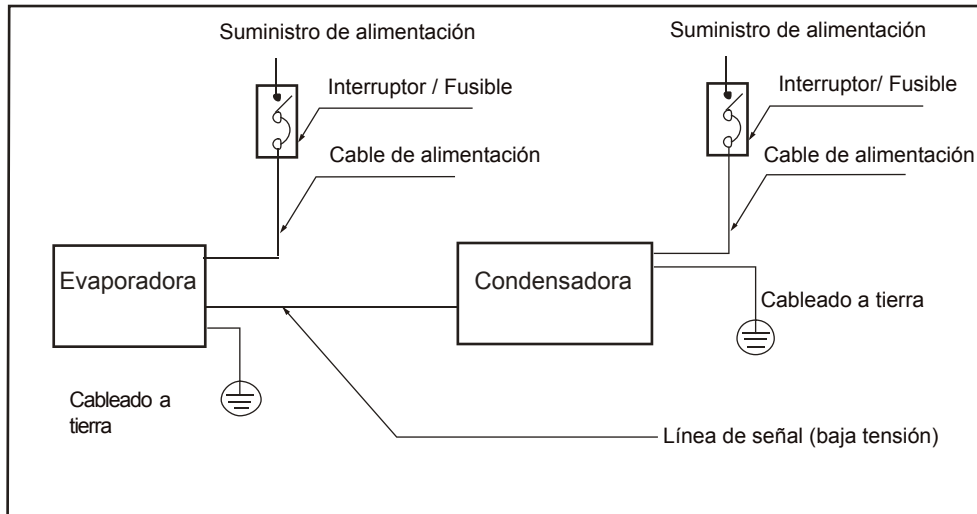 Suministro de alimentación
Interruptor / Fusible
Cable de alimentación
Evaporadora
Cableado a
tierra
Suministro de alimentación
Interruptor/ Fusible
Cable de alimentación
Condensadora
Cableado a tierra
Línea de señal (baja tensión)